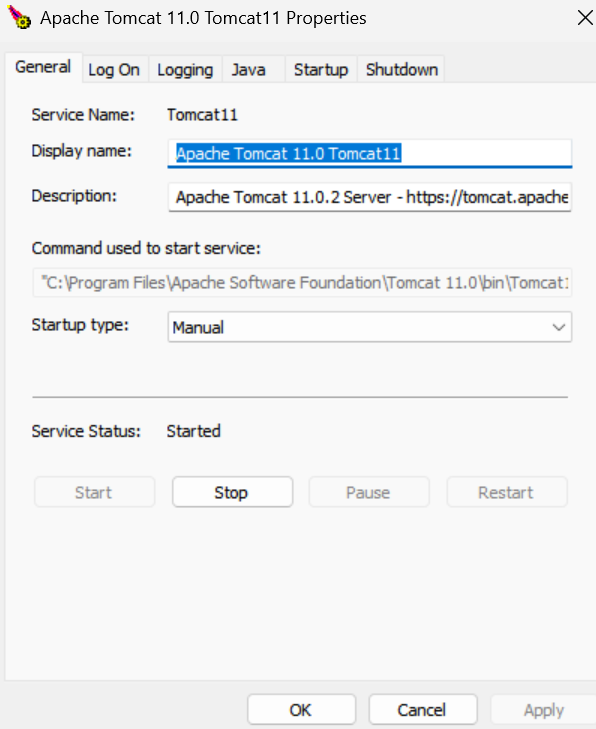 Apache Tomcat 11.0 Tomcat11 Properties
General Log On Logging Java Startup Shutdown
Service Name: Tomcat11
Display name: Apache Tomcat 11.0 Tomcat11
Description: Apache Tomcat 11.0.2 Server - https://tomcat.apache
Command used to start service:
"C:\Program Files\Apache Software Foundation\Tomcat 11.0\bin\Tomcat1
Startup type: Manual
Service Status: Started
Start Stop Pause Restart
OK Cancel Apply